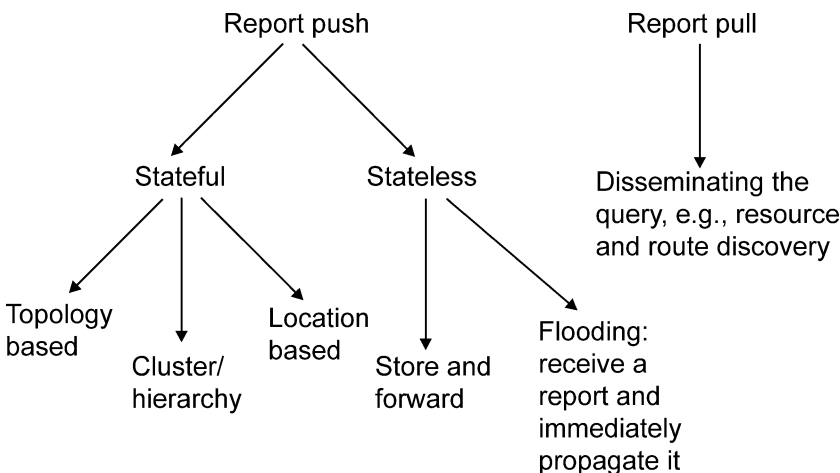 Report push
Report pull
Stateful
Stateless
Disseminating the
query, e.g., resource
and route discovery
Topology
based
Cluster/
hierarchy
Location
based
Store and
forward
Flooding:
receive a
report and
immediately
propagate it